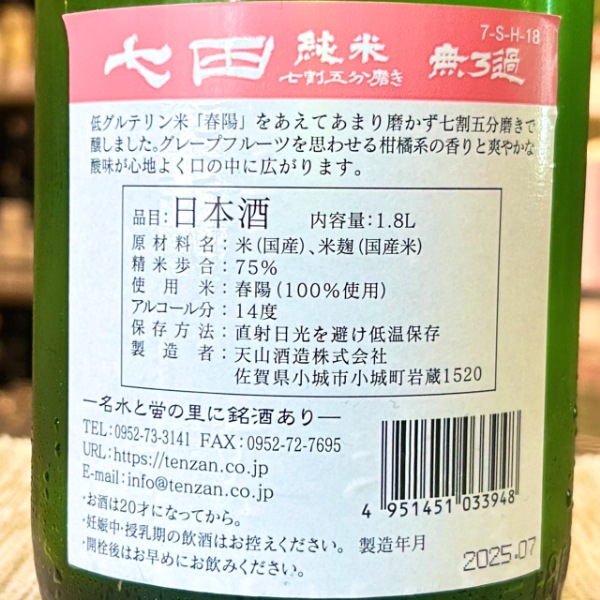 7-S-H-18
七田 純米 無ろ過
七割五分磨き
低グルテリン米「春陽」をあえてあまり磨かず七割五分磨きで
醸しました。グレープフルーツを思わせる柑橘系の香りと爽やかな
酸味が心地よく口の中に広がります。
品目:日本酒 内容量:1.8L
原材料名:米(国産)、米麹(国産米)
精米歩合:75%
使用米:春陽(100%使用)
アルコール分:14度
保存方法:直射日光を避け低温保存
製造者:天山酒造株式会社
佐賀県小城市小城町岩蔵1520
―名水と蛍の里に銘酒あり―
TEL:0952-73-3141 FAX:0952-72-7695
URL:https://tenzan.co.jp
E-mail:info@tenzan.co.jp
・お酒は20才になってから。
・妊娠中・授乳期の飲酒はお控えください。
・開栓後はお早めにお飲みください。
4 951451 033948
製造年月 2025.07